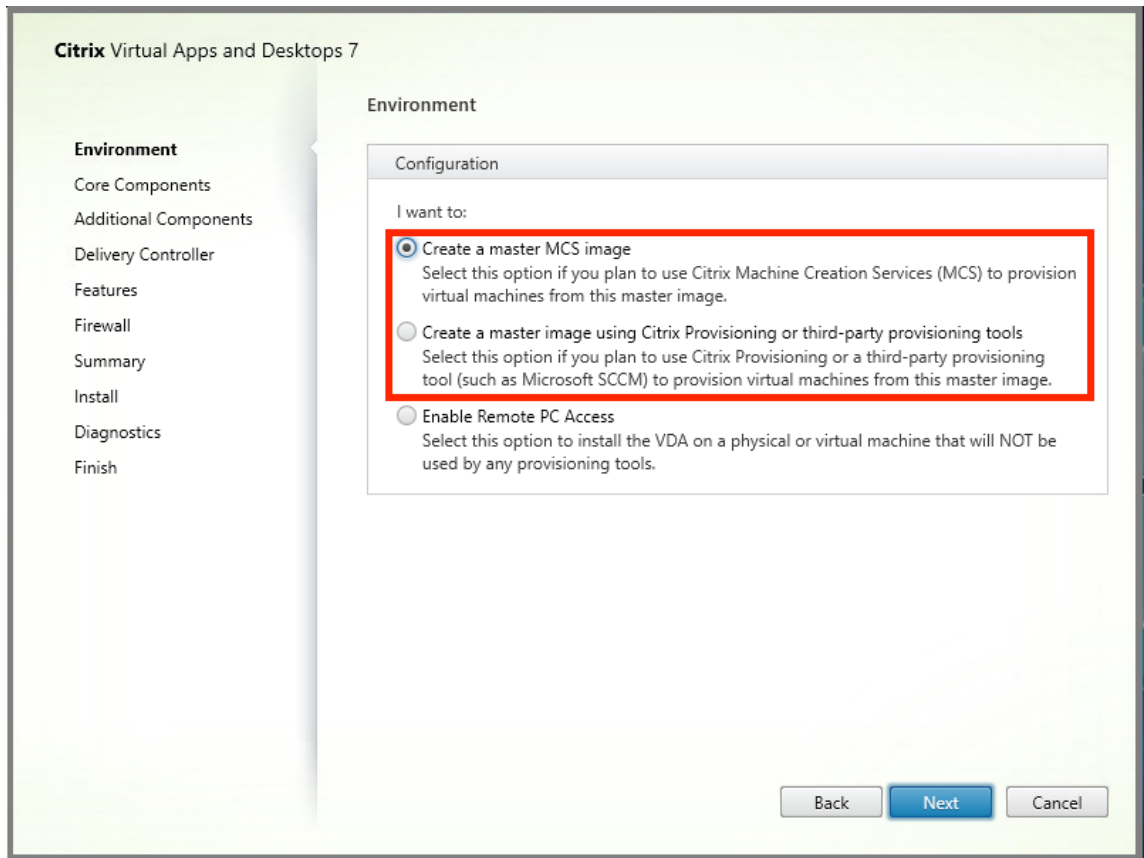 Citrix Virtual Apps and Desktops 7
Environment
Core Components
Additional Components
Delivery Controller
Features
Firewall
Summary
Install
Diagnostics
Finish
Environment
Configuration
I want to:
Create a master MCS image
Select this option if you plan to use Citrix Machine Creation Services (MCS) to provision
virtual machines from this master image.
Create a master image using Citrix Provisioning or third-party provisioning tools
Select this option if you plan to use Citrix Provisioning or a third-party provisioning
tool (such as Microsoft SCCM) to provision virtual machines from this master image.
Enable Remote PC Access
Select this option to install the VDA on a physical or virtual machine that will NOT be
used by any provisioning tools.
Back
Next
Cancel